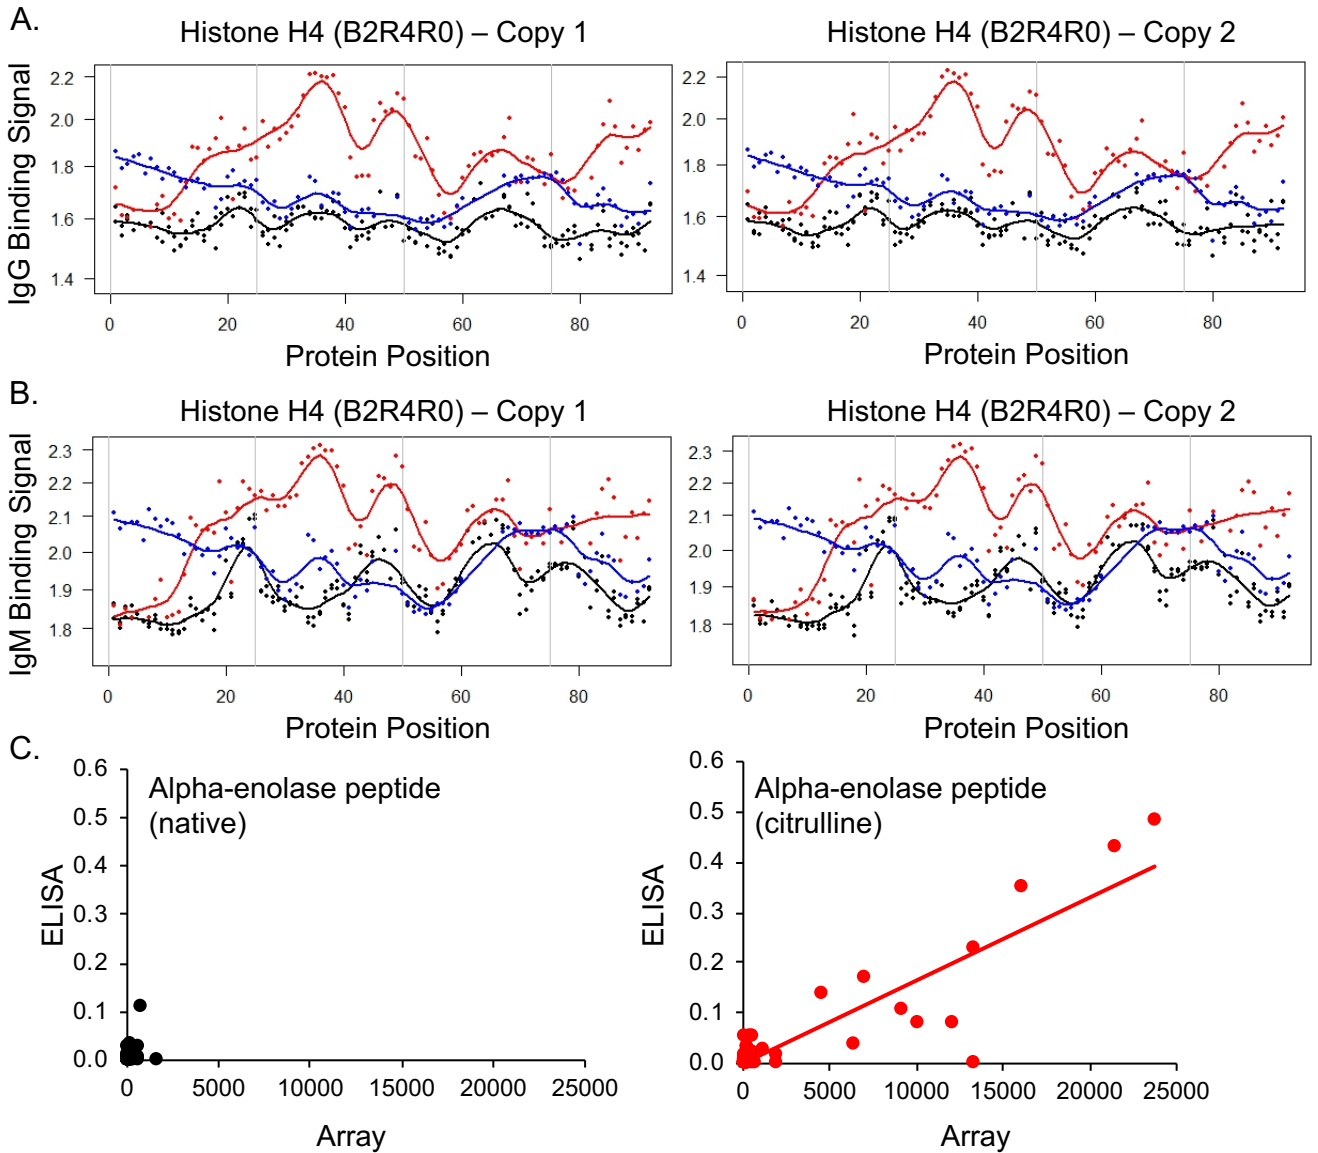 A.
Histone H4 (B2R4R0) – Copy 1
Histone H4 (B2R4R0) – Copy 2
IgG Binding Signal
2.2
2.0
1.8
1.6
1.4
0 20 40 60 80
Protein Position
2.2
2.0
1.8
1.6
1.4
0 20 40 60 80
Protein Position
B.
Histone H4 (B2R4R0) – Copy 1
Histone H4 (B2R4R0) – Copy 2
IgM Binding Signal
2.3
2.2
2.1
2.0
1.9
1.8
0 20 40 60 80
Protein Position
2.3
2.2
2.1
2.0
1.9
1.8
0 20 40 60 80
Protein Position
C.
Alpha-enolase peptide
(native)
ELISA
0.6
0.5
0.4
0.3
0.2
0.1
0.0
0 5000 10000 15000 20000 25000
Array
Alpha-enolase peptide
(citrulline)
ELISA
0.6
0.5
0.4
0.3
0.2
0.1
0.0
0 5000 10000 15000 20000 25000
Array